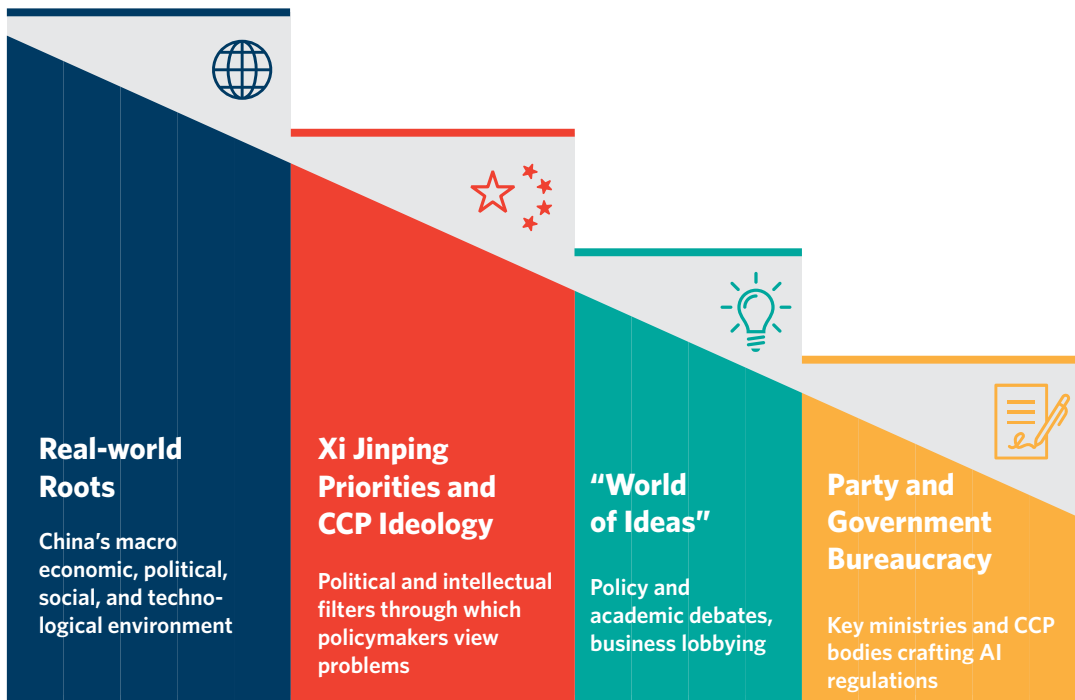 Real-world
Roots
China's macro
economic, political,
social, and techno-
logical environment
Xi Jinping
Priorities and
CCP Ideology
Political and intellectual
filters through which
policymakers view
problems
“World
of Ideas”
Policy and
academic debates,
business lobbying
Party and
Government
Bureaucracy
Key ministries and CCP
bodies crafting AI
regulations